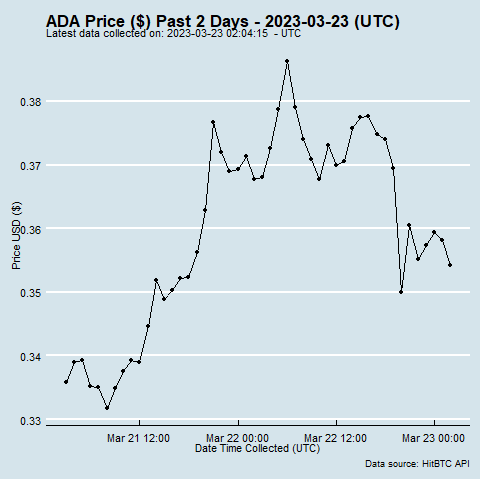 ADA Price ($) Past 2 Days - 2023-03-23 (UTC)
Latest data collected on: 2023-03-23 02:04:15 - UTC
0.38
0.37
0.36
0.35
0.34
0.33
Price USD ($)
Mar 21 12:00 Mar 22 00:00 Mar 22 12:00 Mar 23 00:00
Date Time Collected (UTC)
Data source: HitBTC API